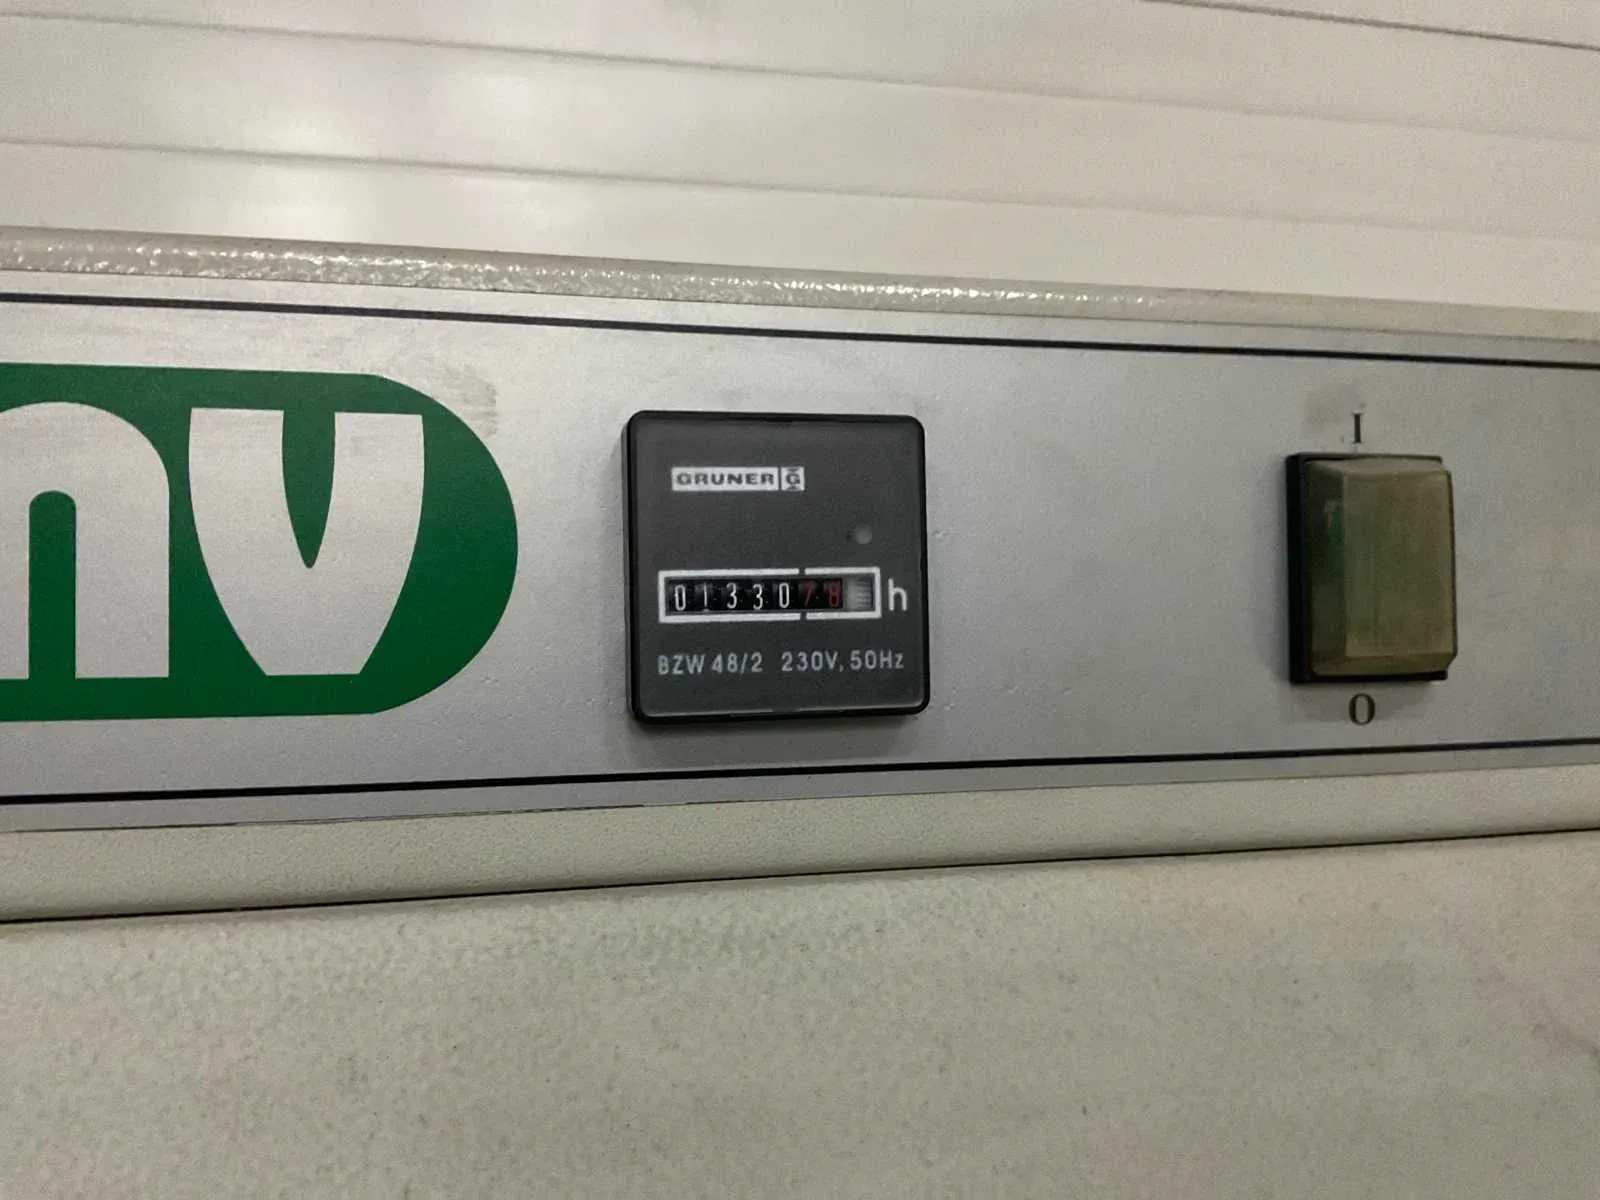 nv
GRUNER G
0133078 h
BZW 48/2 230V, 50Hz
I
O